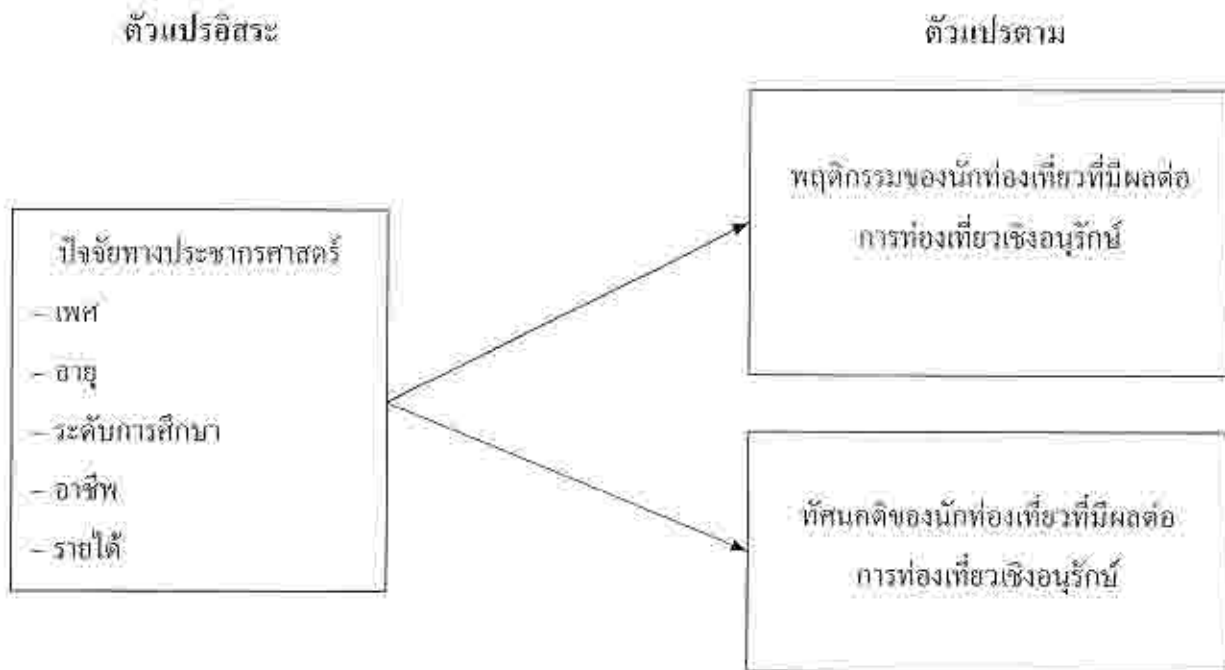 ตัวแปรอิสระ
ตัวแปรตาม
ปัจจัยทางประชากรศาสตร์
– เพศ
– อายุ
– ระดับการศึกษา
– อาชีพ
– รายได้
พฤติกรรมของนักท่องเที่ยวที่มีผลต่อ
การท่องเที่ยวเชิงอนุรักษ์
ทัศนคติของนักท่องเที่ยวที่มีผลต่อ
การท่องเที่ยวเชิงอนุรักษ์